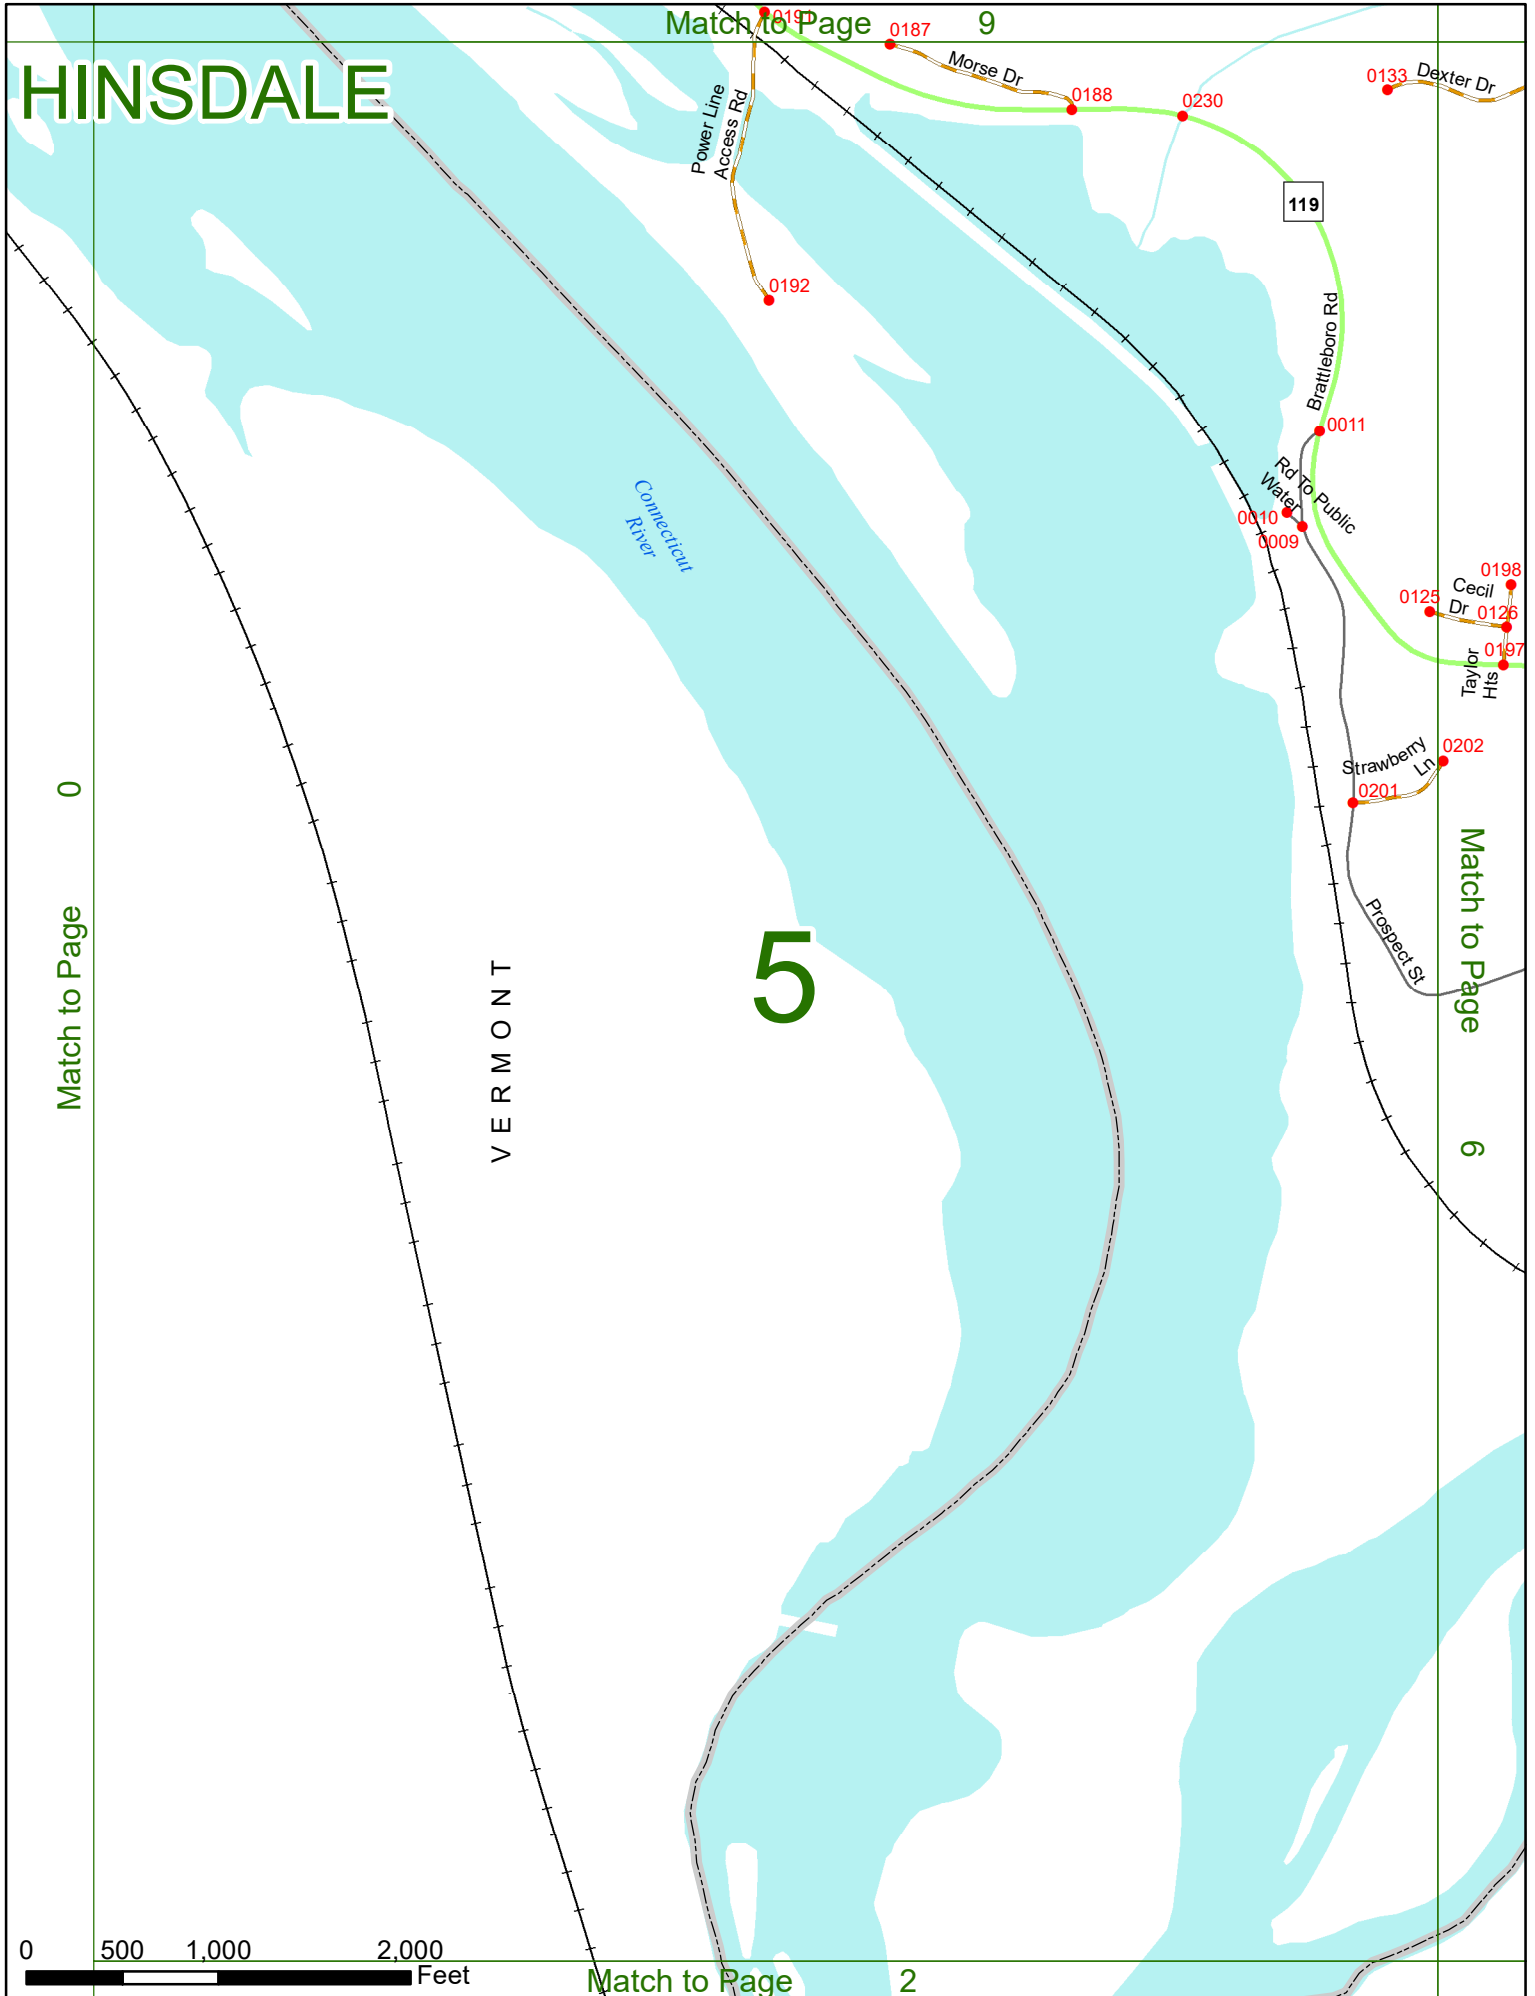 Match to Page 9
HINSDALE
0191
0187
Morse Dr
0188
0230
0133
Dexter Dr
Power Line
Access Rd
119
0192
Brattleboro Rd
0011
Rd To Public
Water
0010
0009
Connecticut
River
0198
Cecil
Dr
0125
0126
0197
Taylor
Hts
Strawberry
Ln
0202
0201
Match to Page 0
Match to Page 6
Prospect St
5
VERMONT
0 500 1,000 2,000
Feet
Match to Page 2